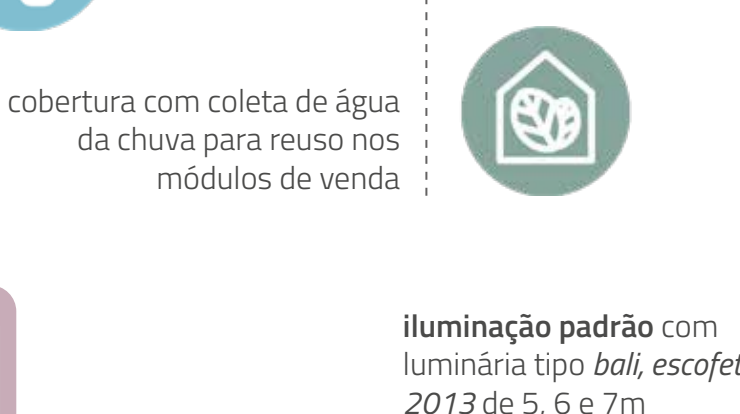 cobertura com coleta de água
da chuva para reuso nos
módulos de venda
iluminação padrão com
luminária tipo bali, escofet
2013 de 5, 6 e 7m